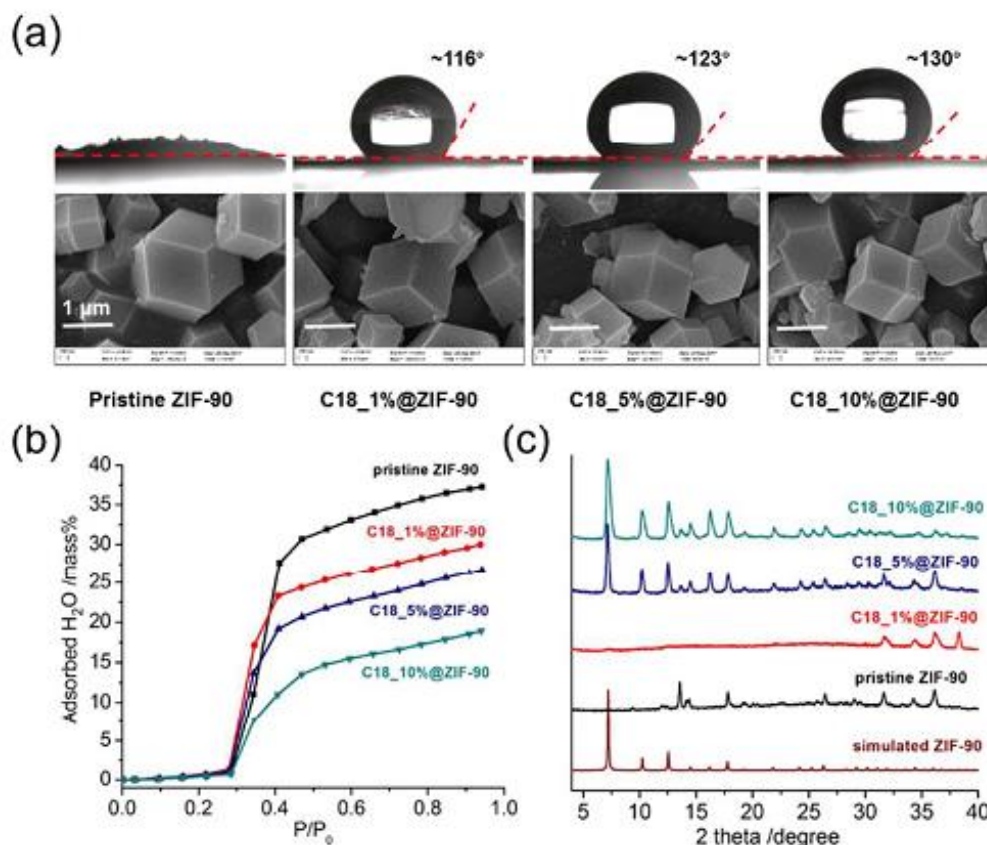 (a)
~116° ~123° ~130°
1 µm
Pristine ZIF-90 C18_1%@ZIF-90 C18_5%@ZIF-90 C18_10%@ZIF-90
(b)
Adsorbed H₂O /mass%
40
35
30
25
20
15
10
5
0
pristine ZIF-90
C18_1%@ZIF-90
C18_5%@ZIF-90
C18_10%@ZIF-90
0.0 0.2 0.4 0.6 0.8 1.0
P/P₀
(c)
C18_10%@ZIF-90
C18_5%@ZIF-90
C18_1%@ZIF-90
pristine ZIF-90
simulated ZIF-90
5 10 15 20 25 30 35 40
2 theta /degree